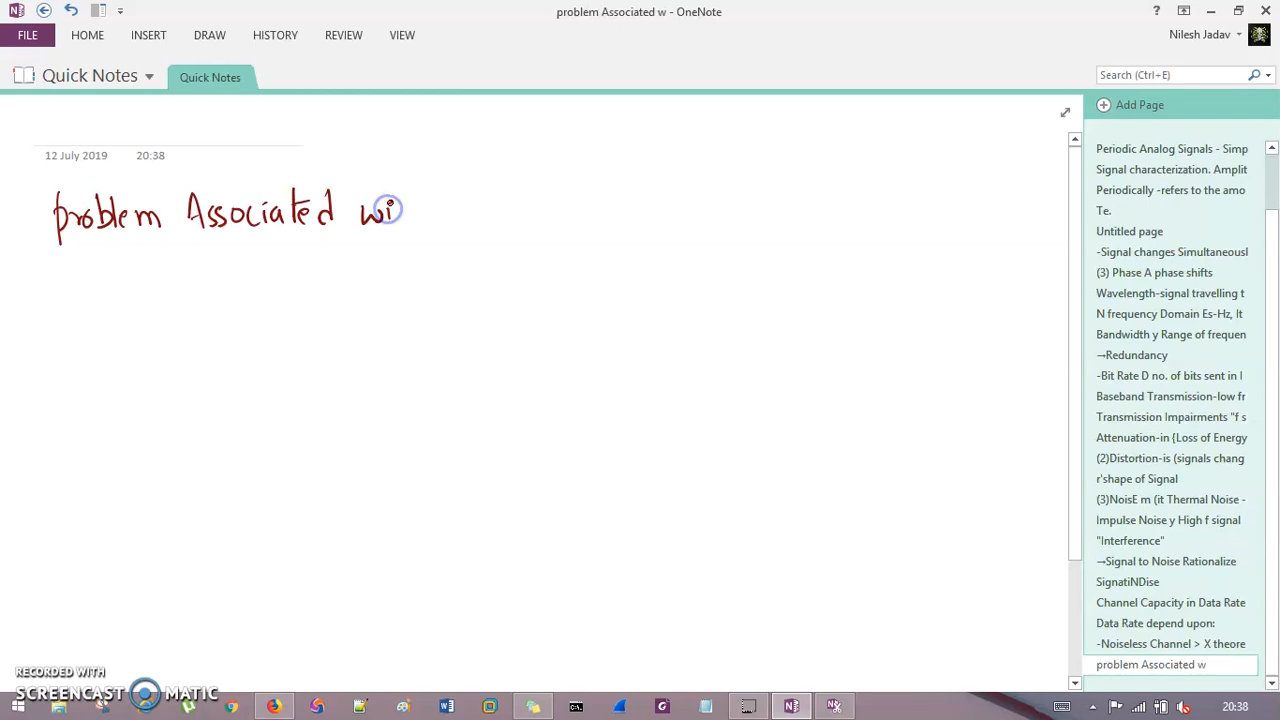 problem Associated w - OneNote
FILE HOME INSERT DRAW HISTORY REVIEW VIEW
Nilesh Jadav
Quick Notes
Quick Notes
Search (Ctrl+E)
Add Page
12 July 2019 20:38
problem Associated wi
Periodic Analog Signals - Simp
Signal characterization. Amplit
Periodically -refers to the amo
Te.
Untitled page
-Signal changes Simultaneousl
(3) Phase A phase shifts
Wavelength-signal travelling t
N frequency Domain Es-Hz, It
Bandwidth y Range of frequen
→Redundancy
-Bit Rate D no. of bits sent in l
Baseband Transmission-low fr
Transmission Impairments "f s
Attenuation-in {Loss of Energy
(2)Distortion-is (signals chang
r'shape of Signal
(3)NoisE m (it Thermal Noise -
Impulse Noise y High f signal
"Interference"
→Signal to Noise Rationalize
SignatiNDise
Channel Capacity in Data Rate
Data Rate depend upon:
-Noiseless Channel > X theore
problem Associated w
RECORDED WITH
SCREENCAST MATIC
20:38